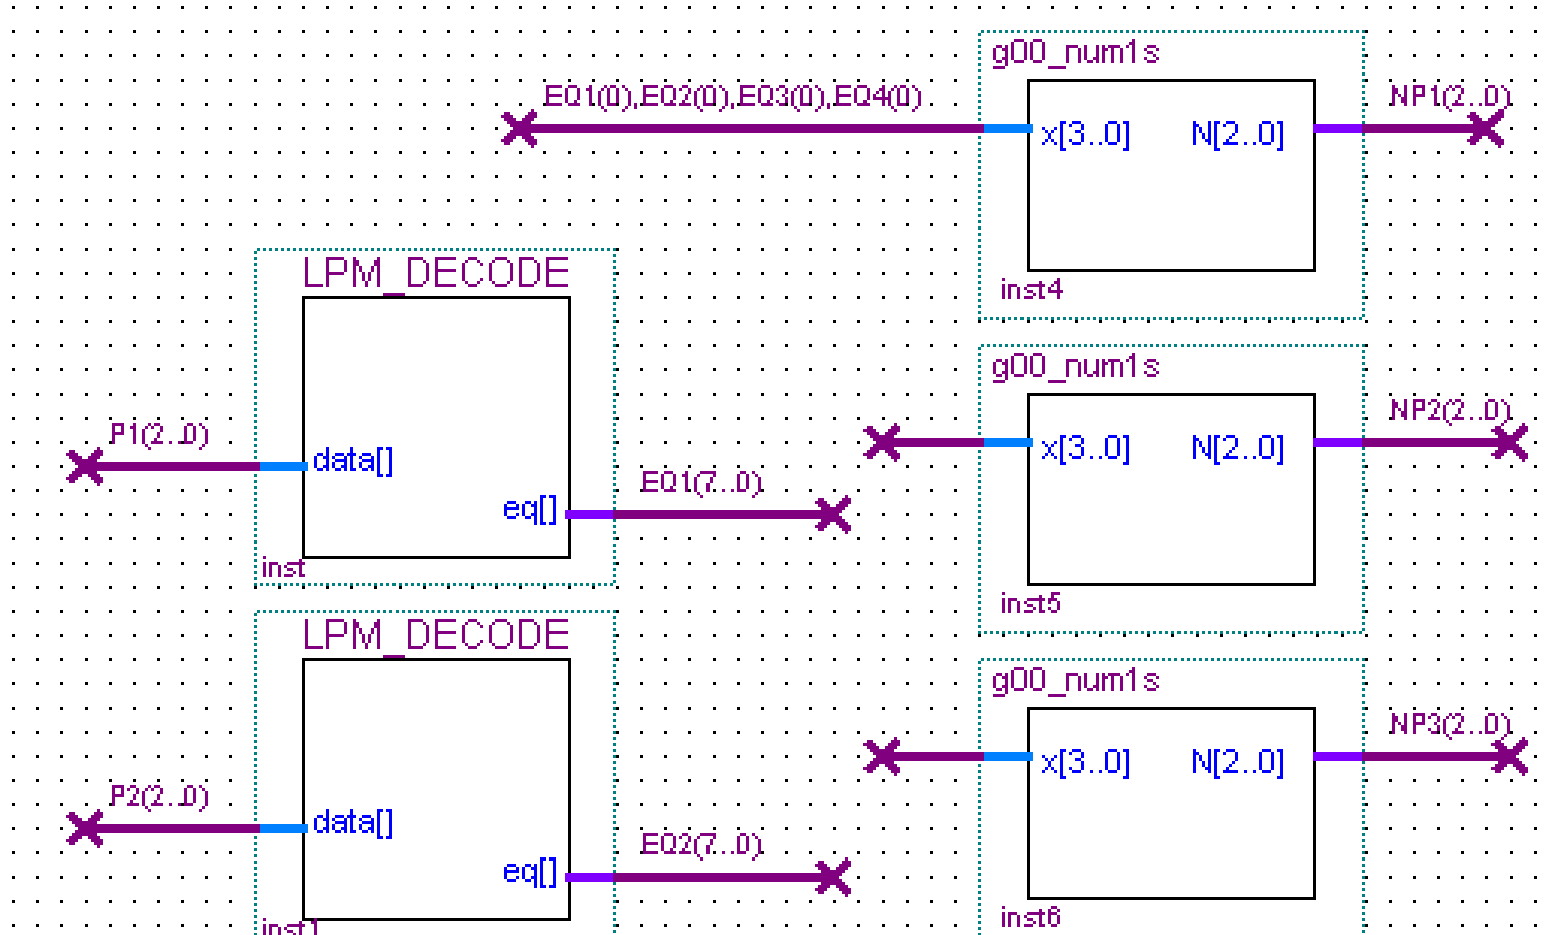 g00_num1s
EQ1(0),EQ2(0),EQ3(0),EQ4(0)
NP1(2..0)
x[3..0] N[2..0]
inst4
LPM_DECODE
P1(2..0)
data[]
EQ1(7..0)
eq[]
inst
g00_num1s
NP2(2..0)
x[3..0] N[2..0]
inst5
LPM_DECODE
P2(2..0)
data[]
EQ2(7..0)
eq[]
inst1
g00_num1s
NP3(2..0)
x[3..0] N[2..0]
inst6